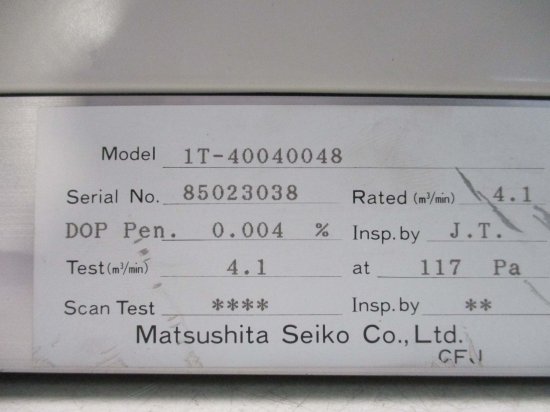 Model 1T-40040048
Serial No. 85023038 Rated (m³/min) 4.1
DOP Pen. 0.004 % Insp.by J.T.
Test(m³/min) 4.1 at 117 Pa
Scan Test **** Insp.by **
Matsushita Seiko Co.,Ltd.
CFJ